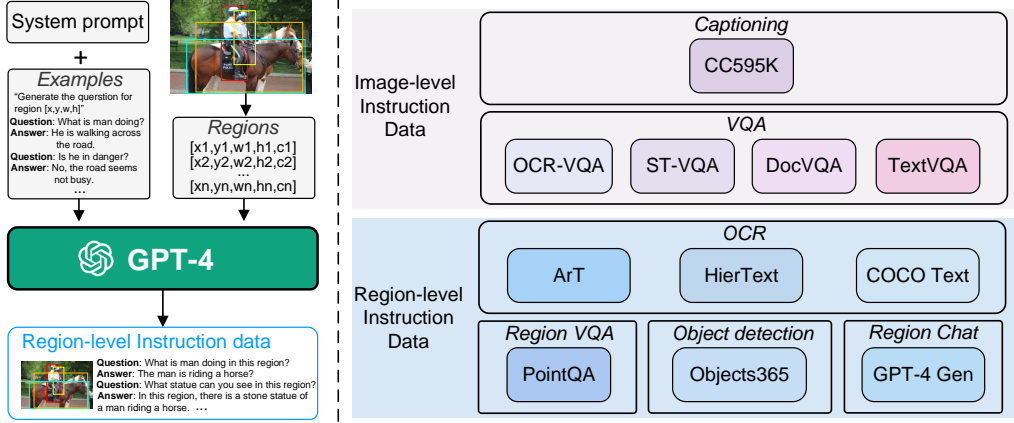 System prompt
+
Examples
"Generate the querstion for
region [x,y,w,h]"
Question: What is man doing?
Answer: He is walking across
the road.
Question: Is he in danger?
Answer: No, the road seems
not busy.
...
Regions
[x1,y1,w1,h1,c1]
[x2,y2,w2,h2,c2]
...
[xn,yn,wn,hn,cn]
GPT-4
Region-level Instruction data
Question: What is man doing in this region?
Answer: The man is riding a horse?
Question: What statue can you see in this region?
Answer: In this region, there is a stone statue of
a man riding a horse. ...
Image-level
Instruction
Data
Captioning
CC595K
VQA
OCR-VQA
ST-VQA
DocVQA
TextVQA
Region-level
Instruction
Data
OCR
ArT
HierText
COCO Text
Region VQA
PointQA
Object detection
Objects365
Region Chat
GPT-4 Gen